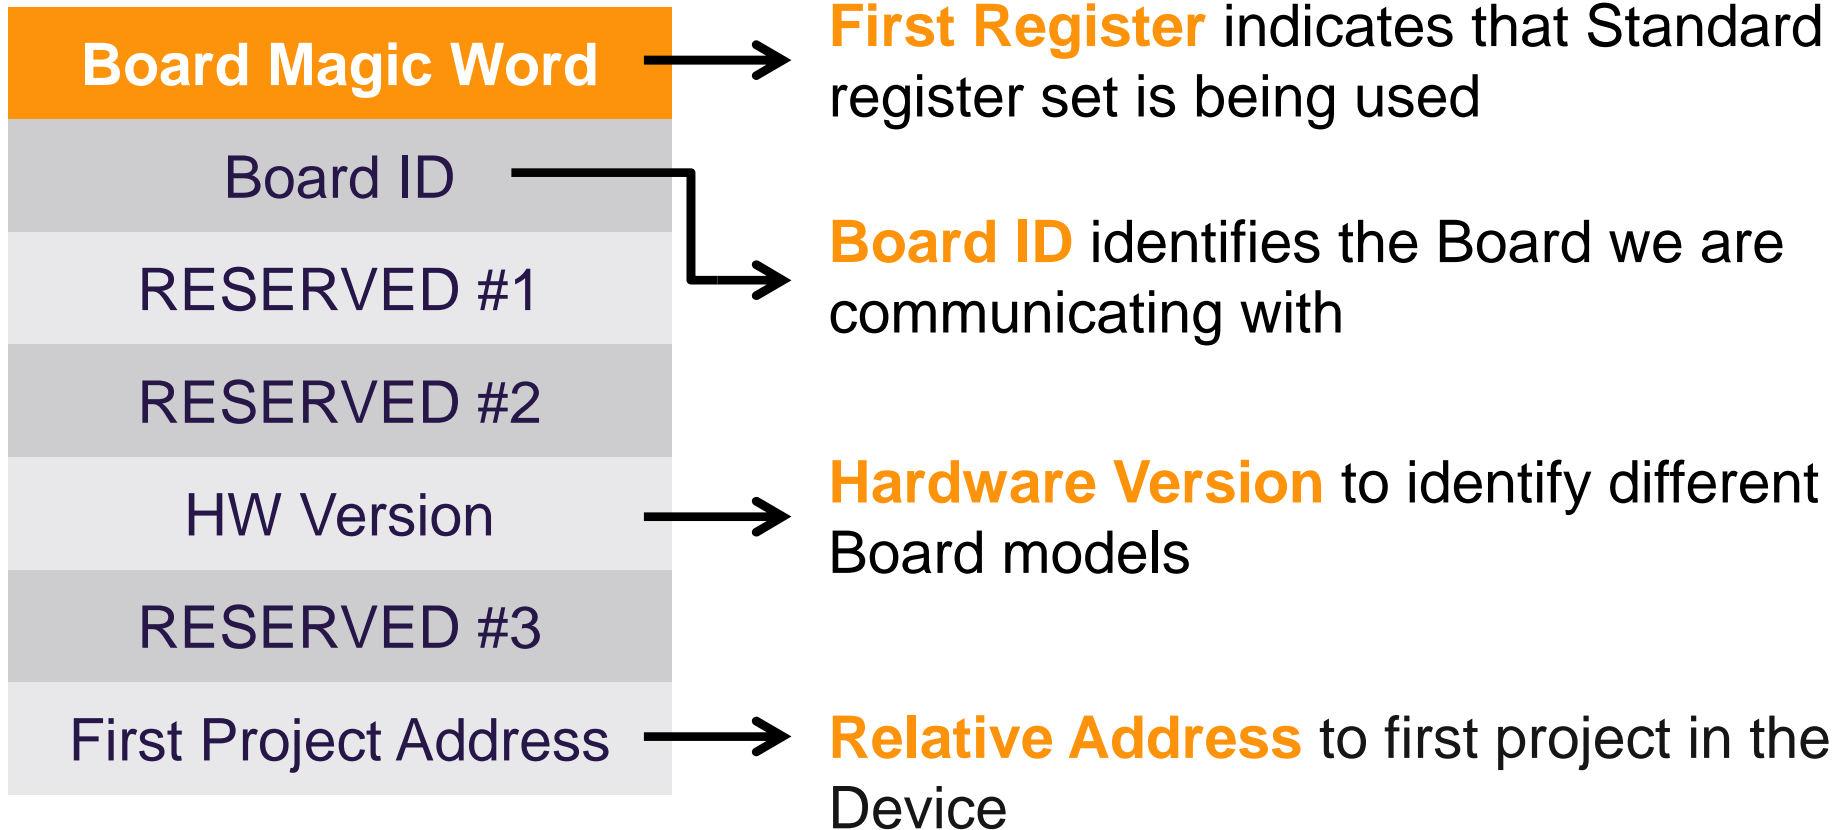 Board Magic Word
First Register indicates that Standard
register set is being used
Board ID
Board ID identifies the Board we are
communicating with
RESERVED #1
RESERVED #2
HW Version
Hardware Version to identify different
Board models
RESERVED #3
First Project Address
Relative Address to first project in the
Device